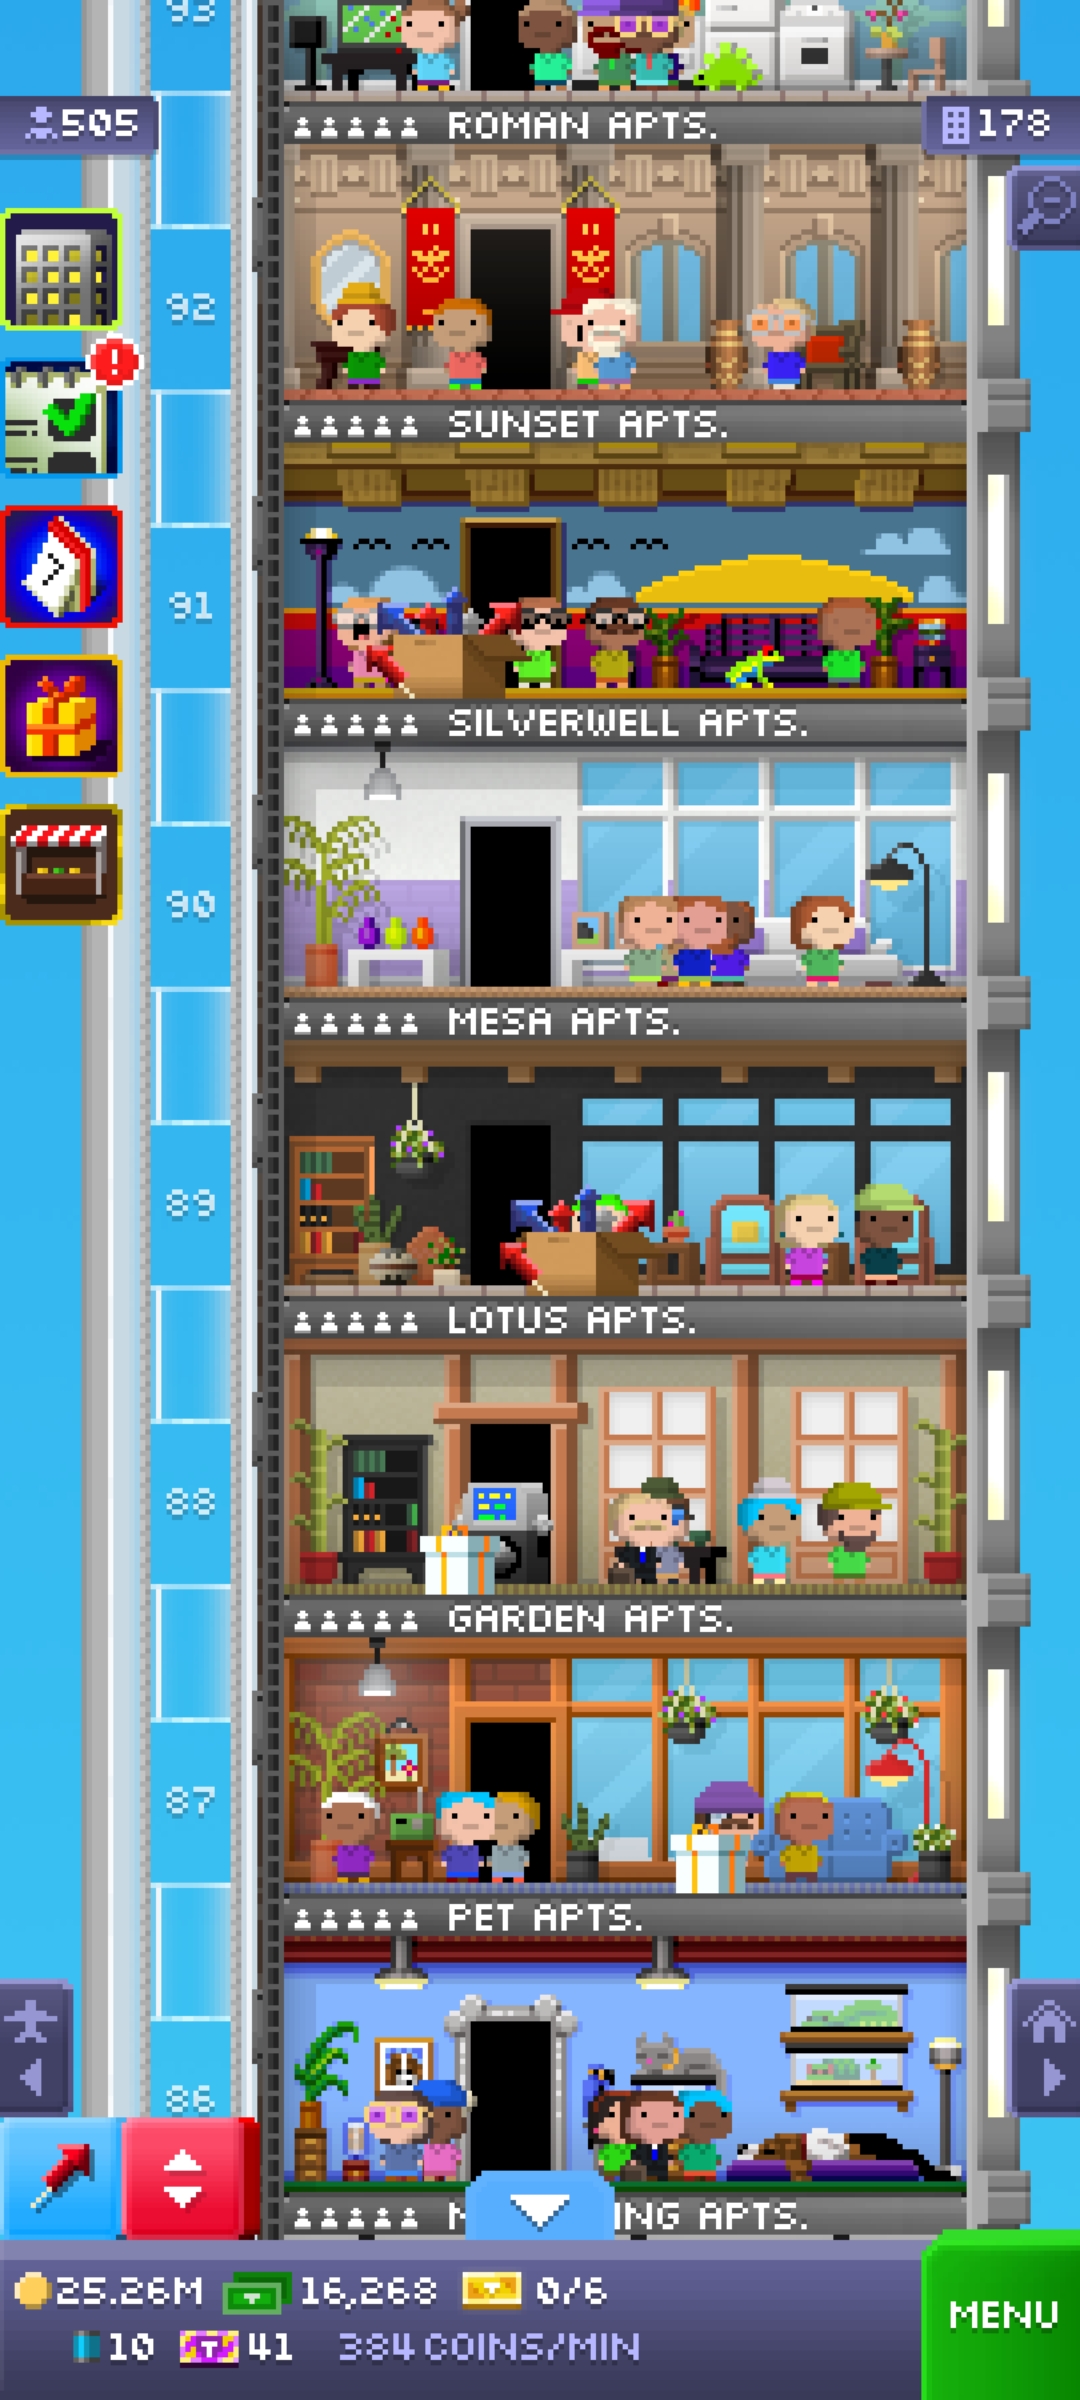 93
505
ROMAN APTS.
178
92
SUNSET APTS.
91
SILVERWELL APTS.
90
MESA APTS.
89
LOTUS APTS.
88
GARDEN APTS.
87
PET APTS.
86
ING APTS.
25.26M 16,268 0/6
MENU
10 41 384 COINS/MIN